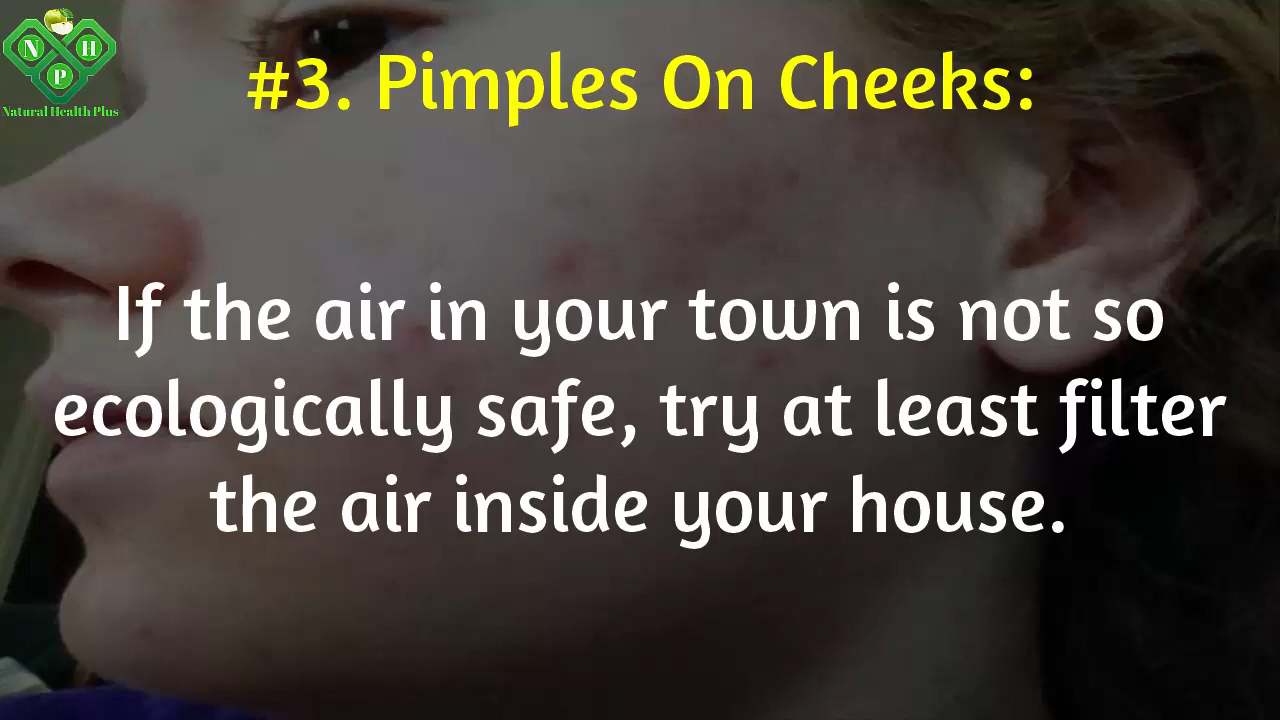 N H
P
Natural Health Plus
#3. Pimples On Cheeks:
If the air in your town is not so
ecologically safe, try at least filter
the air inside your house.